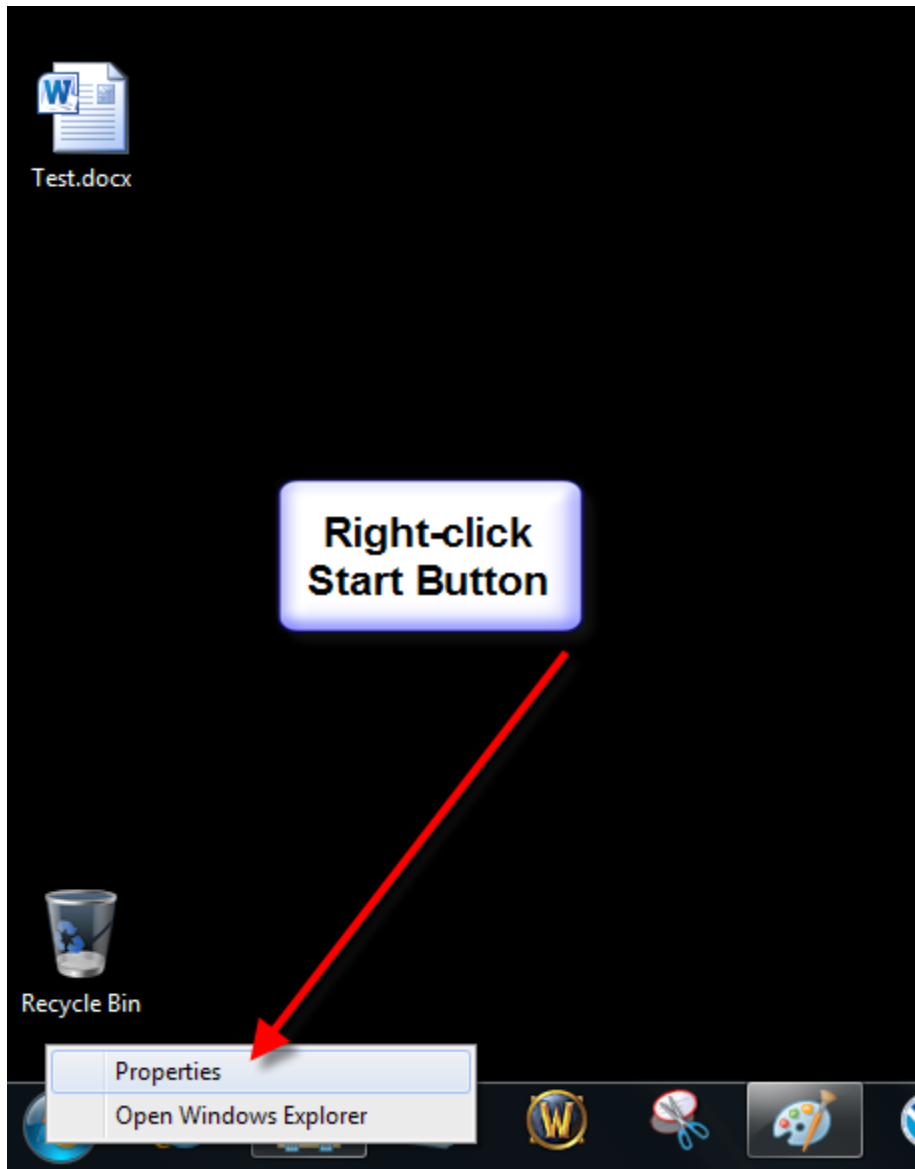 Test.docx
Right-click
Start Button
Recycle Bin
Properties
Open Windows Explorer